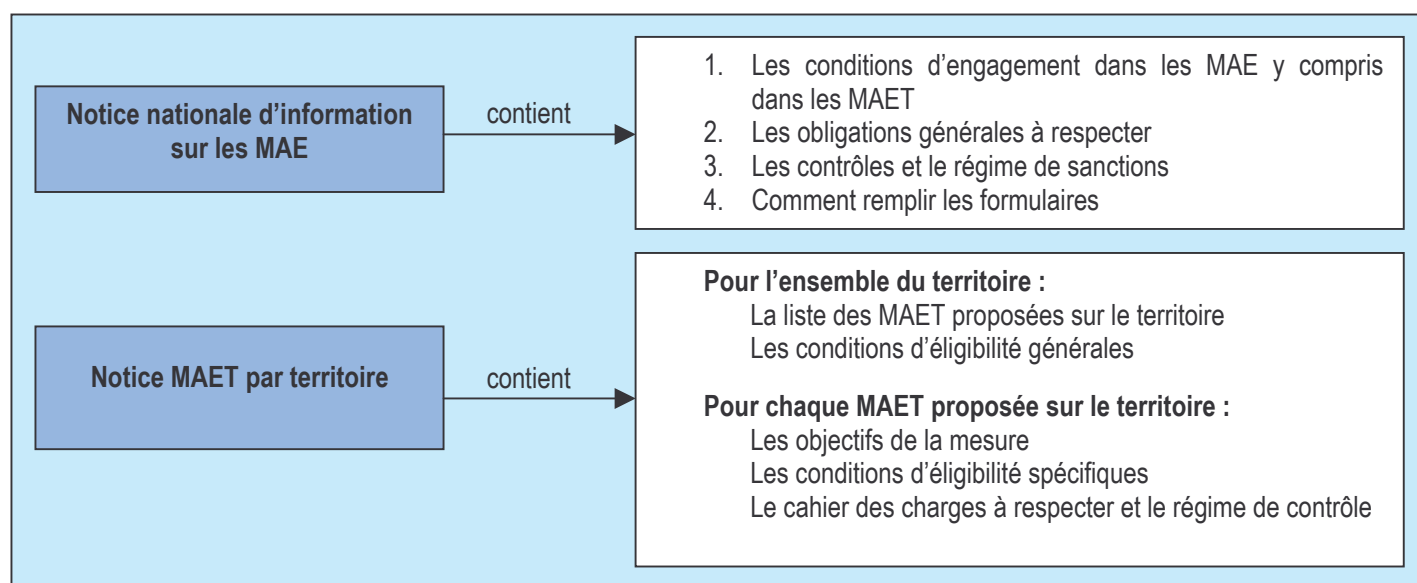 Notice nationale d’information
sur les MAE
contient
1. Les conditions d’engagement dans les MAE y compris
dans les MAET
2. Les obligations générales à respecter
3. Les contrôles et le régime de sanctions
4. Comment remplir les formulaires
Notice MAET par territoire
contient
Pour l’ensemble du territoire :
La liste des MAET proposées sur le territoire
Les conditions d’éligibilité générales
Pour chaque MAET proposée sur le territoire :
Les objectifs de la mesure
Les conditions d’éligibilité spécifiques
Le cahier des charges à respecter et le régime de contrôle